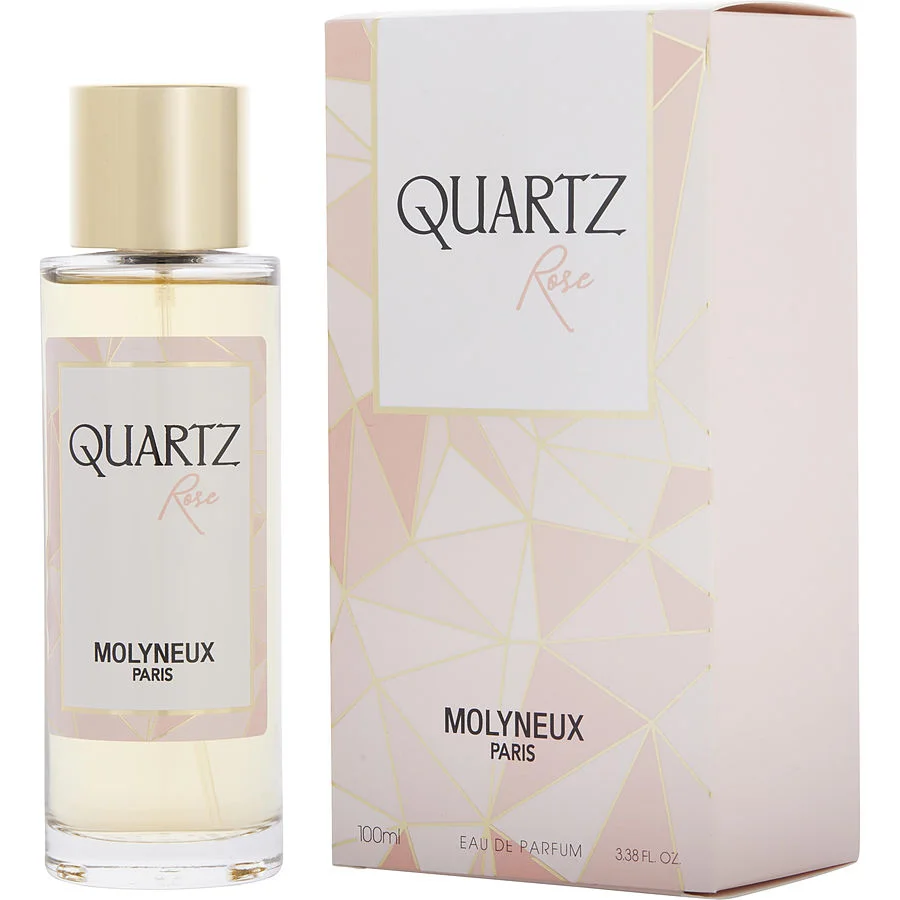 QUARTZ
Rose
MOLYNEUX
PARIS
QUARTZ
Rose
MOLYNEUX
PARIS
100ml EAU DE PARFUM 3.38 FL. OZ.